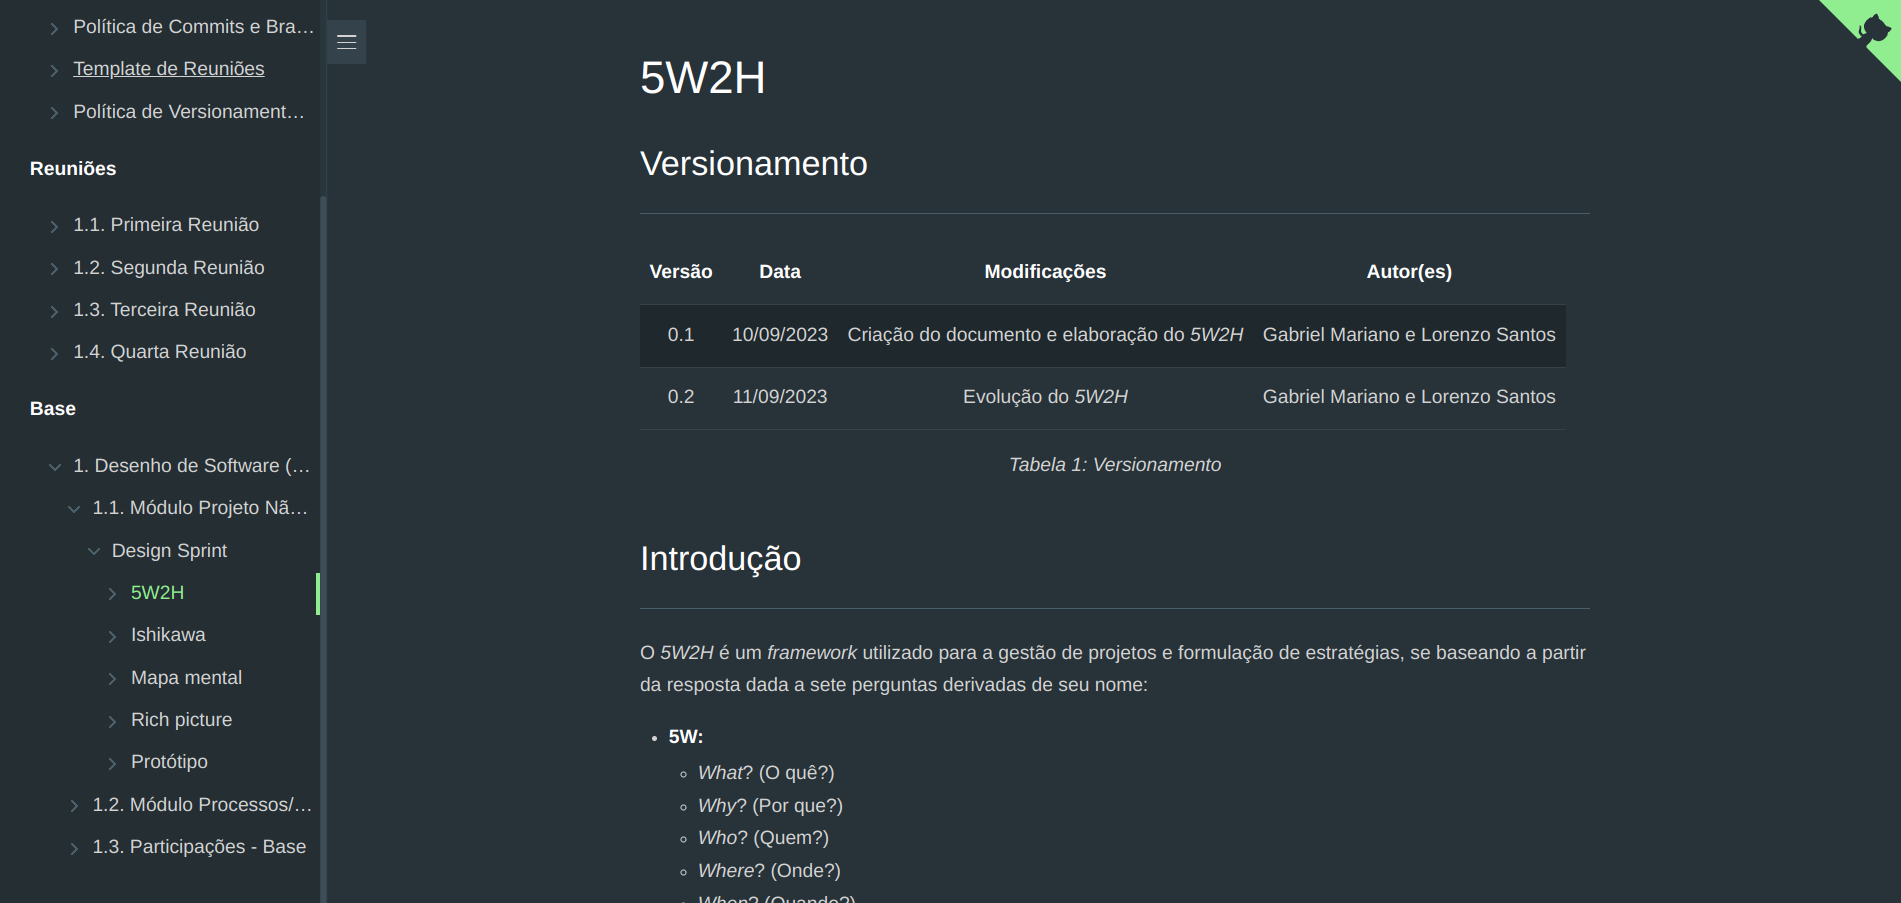 Política de Commits e Bra…
Template de Reuniões
Política de Versionament…
Reuniões
1.1. Primeira Reunião
1.2. Segunda Reunião
1.3. Terceira Reunião
1.4. Quarta Reunião
Base
1. Desenho de Software (…
1.1. Módulo Projeto Nã…
Design Sprint
5W2H
Ishikawa
Mapa mental
Rich picture
Protótipo
1.2. Módulo Processos/…
1.3. Participações - Base
5W2H
Versionamento
Versão Data Modificações Autor(es)
0.1 10/09/2023 Criação do documento e elaboração do 5W2H Gabriel Mariano e Lorenzo Santos
0.2 11/09/2023 Evolução do 5W2H Gabriel Mariano e Lorenzo Santos
Tabela 1: Versionamento
Introdução
O 5W2H é um framework utilizado para a gestão de projetos e formulação de estratégias, se baseando a partir
da resposta dada a sete perguntas derivadas de seu nome:
5W:
What? (O quê?)
Why? (Por que?)
Who? (Quem?)
Where? (Onde?)
When? (Quando?)